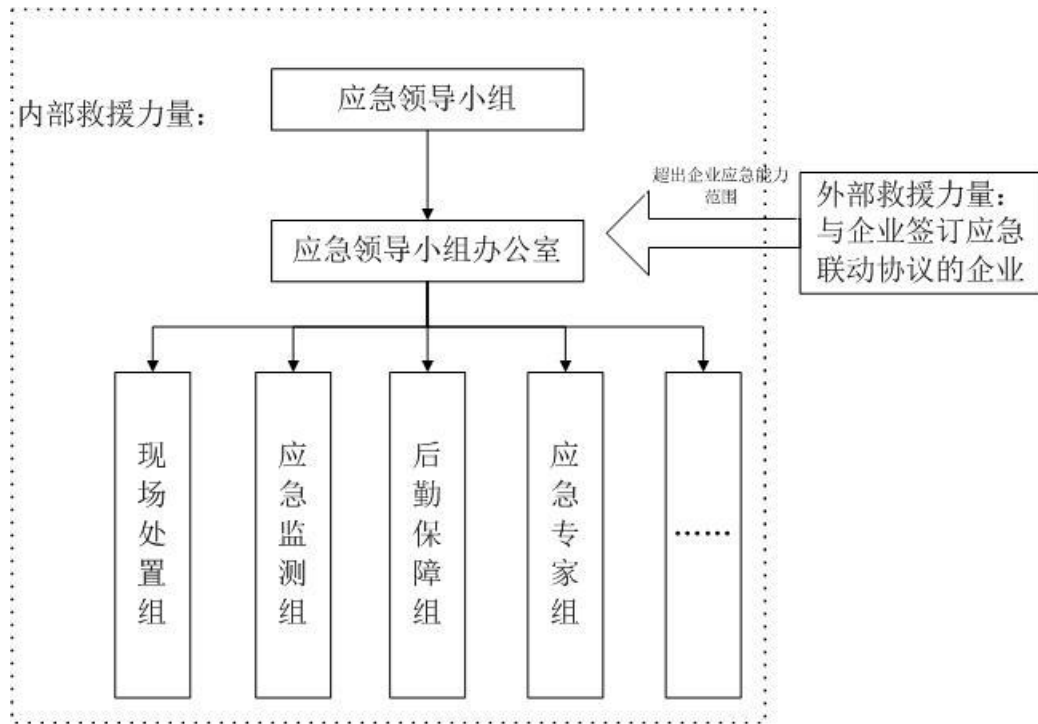 应急领导小组
内部救援力量：
超出企业应急能力
范围
外部救援力量：
与企业签订应急
联动协议的企业
应急领导小组办公室
现场处置组
应急监测组
后勤保障组
应急专家组
……